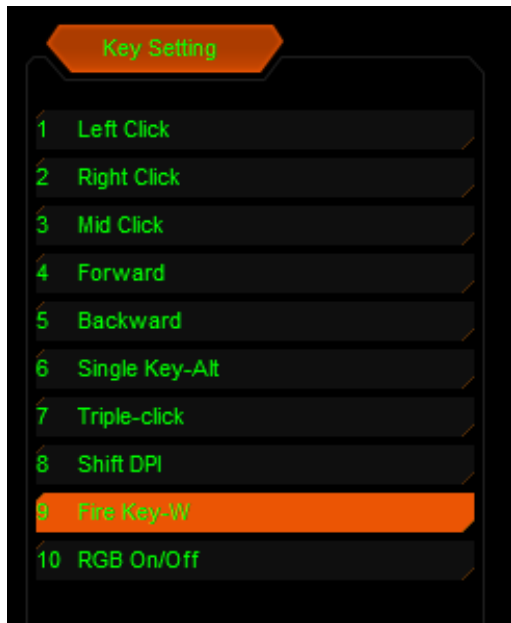 Key Setting
1 Left Click
2 Right Click
3 Mid Click
4 Forward
5 Backward
6 Single Key-Alt
7 Triple-click
8 Shift DPI
9 Fire Key-W
10 RGB On/Off